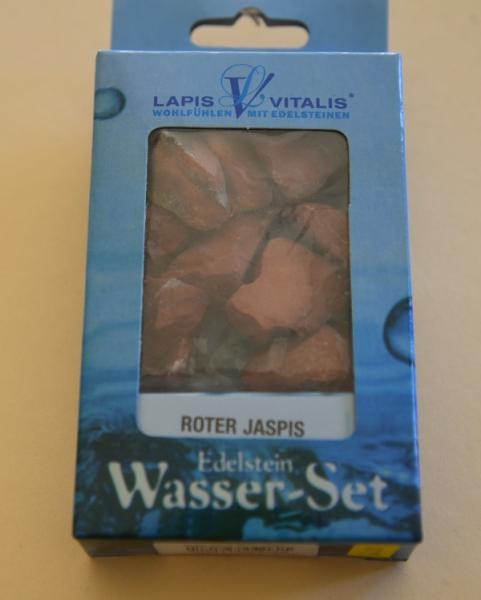 LAPIS VITALIS®
WOHLFÜHLEN MIT EDELSTEINEN
ROTER JASPIS
Edelstein
Wasser-Set